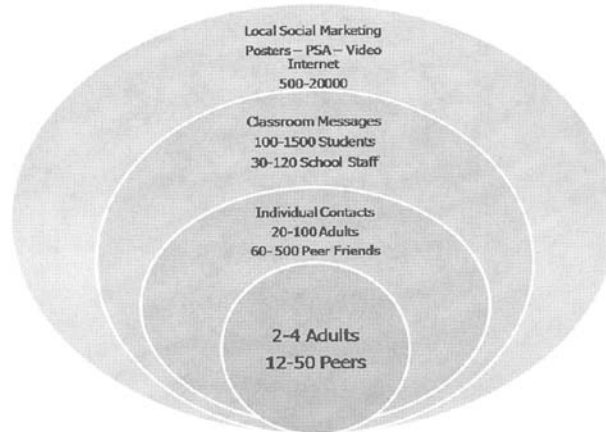 Local Social Marketing
Posters – PSA – Video
Internet
500-20000
Classroom Messages
100-1500 Students
30-120 School Staff
Individual Contacts
20-100 Adults
60-500 Peer Friends
2-4 Adults
12-50 Peers